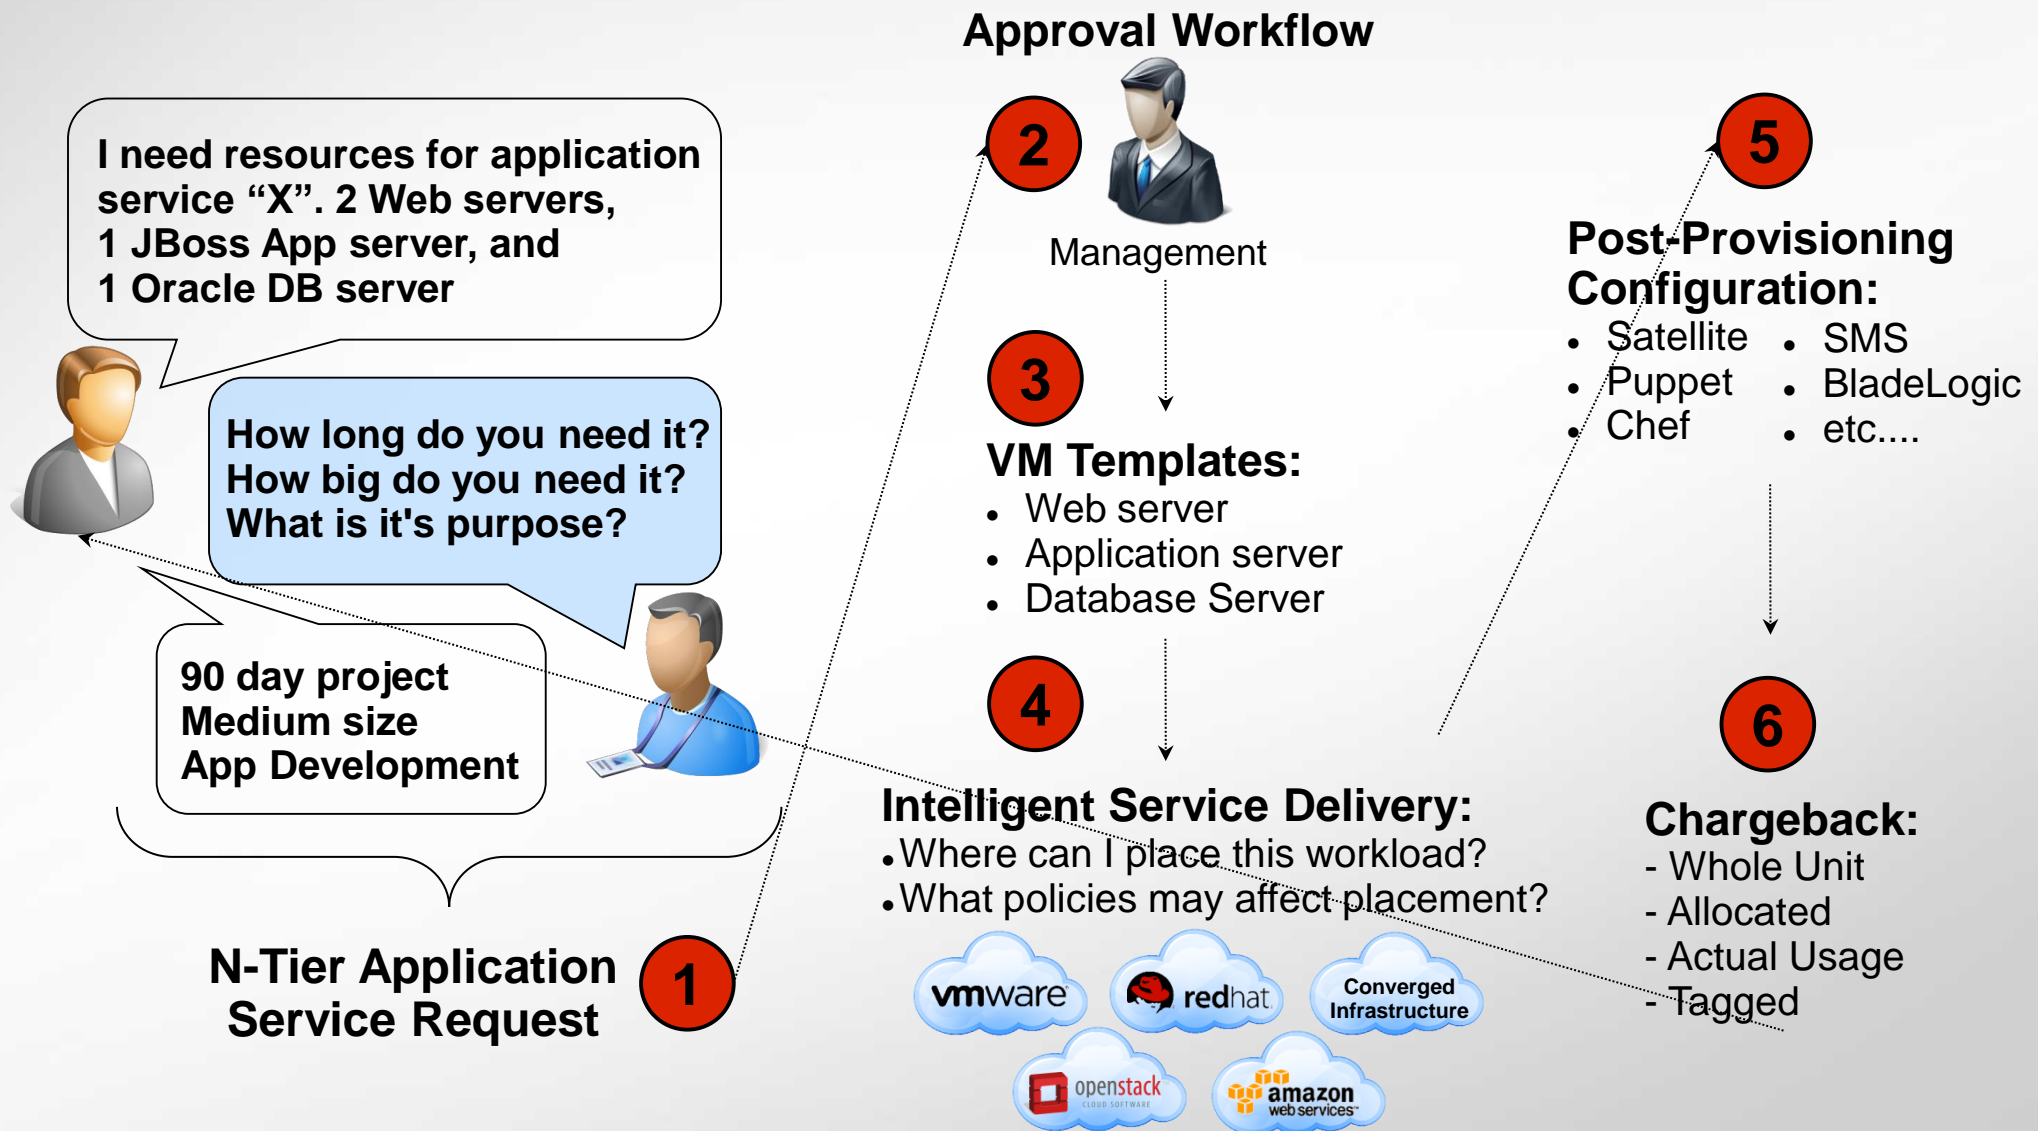 I need resources for application
service “X”. 2 Web servers,
1 JBoss App server, and
1 Oracle DB server
How long do you need it?
How big do you need it?
What is it's purpose?
90 day project
Medium size
App Development
N-Tier Application
Service Request
1
Approval Workflow
2
Management
3
VM Templates:
• Web server
• Application server
• Database Server
4
Intelligent Service Delivery:
• Where can I place this workload?
• What policies may affect placement?
vmware
redhat
Converged
Infrastructure
openstack
CLOUD SOFTWARE
amazon
web services
5
Post-Provisioning
Configuration:
• Satellite
• Puppet
• Chef
• SMS
• BladeLogic
• etc....
6
Chargeback:
- Whole Unit
- Allocated
- Actual Usage
- Tagged